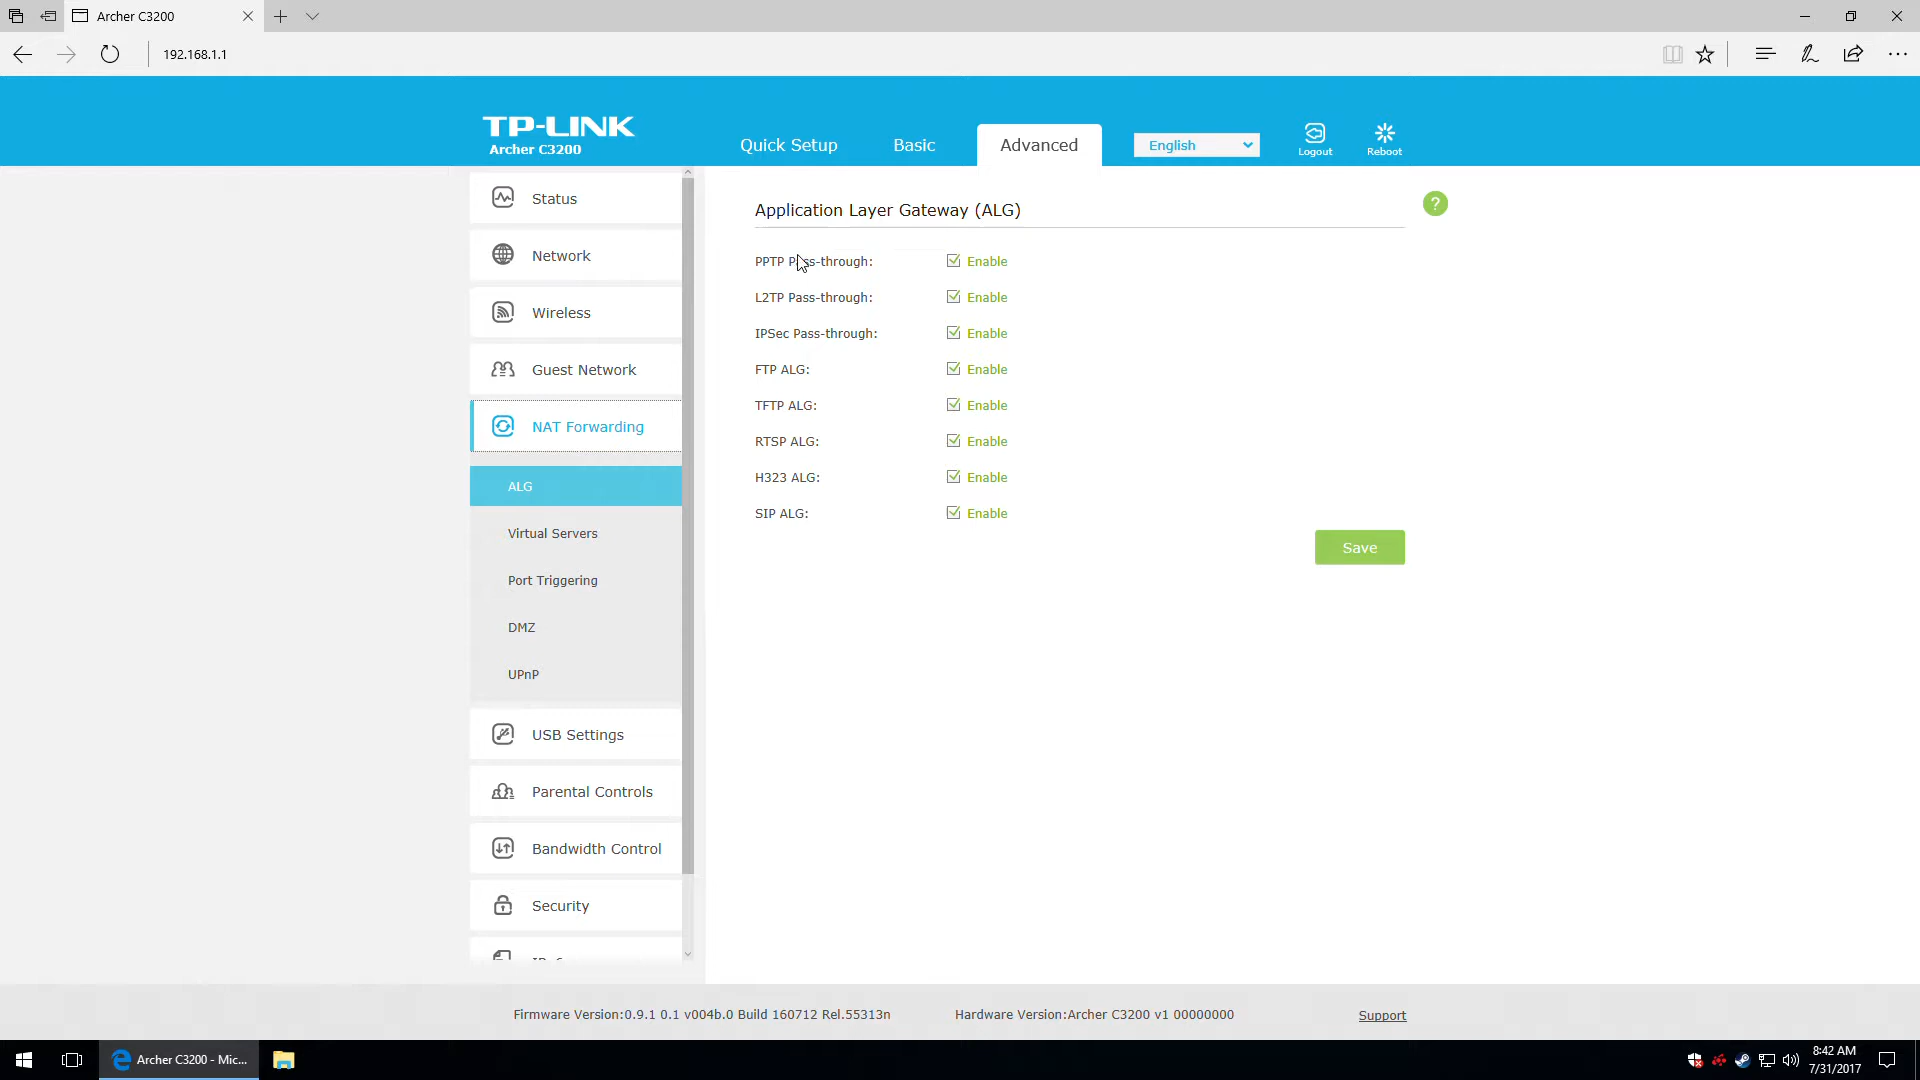 Archer C3200
192.168.1.1
TP-LINK
Archer C3200
Quick Setup
Basic
Advanced
English
Logout
Reboot
Status
Network
Wireless
Guest Network
NAT Forwarding
ALG
Virtual Servers
Port Triggering
DMZ
UPnP
USB Settings
Parental Controls
Bandwidth Control
Security
Application Layer Gateway (ALG)
?
PPTP Pass-through: Enable
L2TP Pass-through: Enable
IPSec Pass-through: Enable
FTP ALG: Enable
TFTP ALG: Enable
RTSP ALG: Enable
H323 ALG: Enable
SIP ALG: Enable
Save
Firmware Version:0.9.1 0.1 v004b.0 Build 160712 Rel.55313n
Hardware Version:Archer C3200 v1 00000000
Support
Archer C3200 - Mic...
8:42 AM
7/31/2017